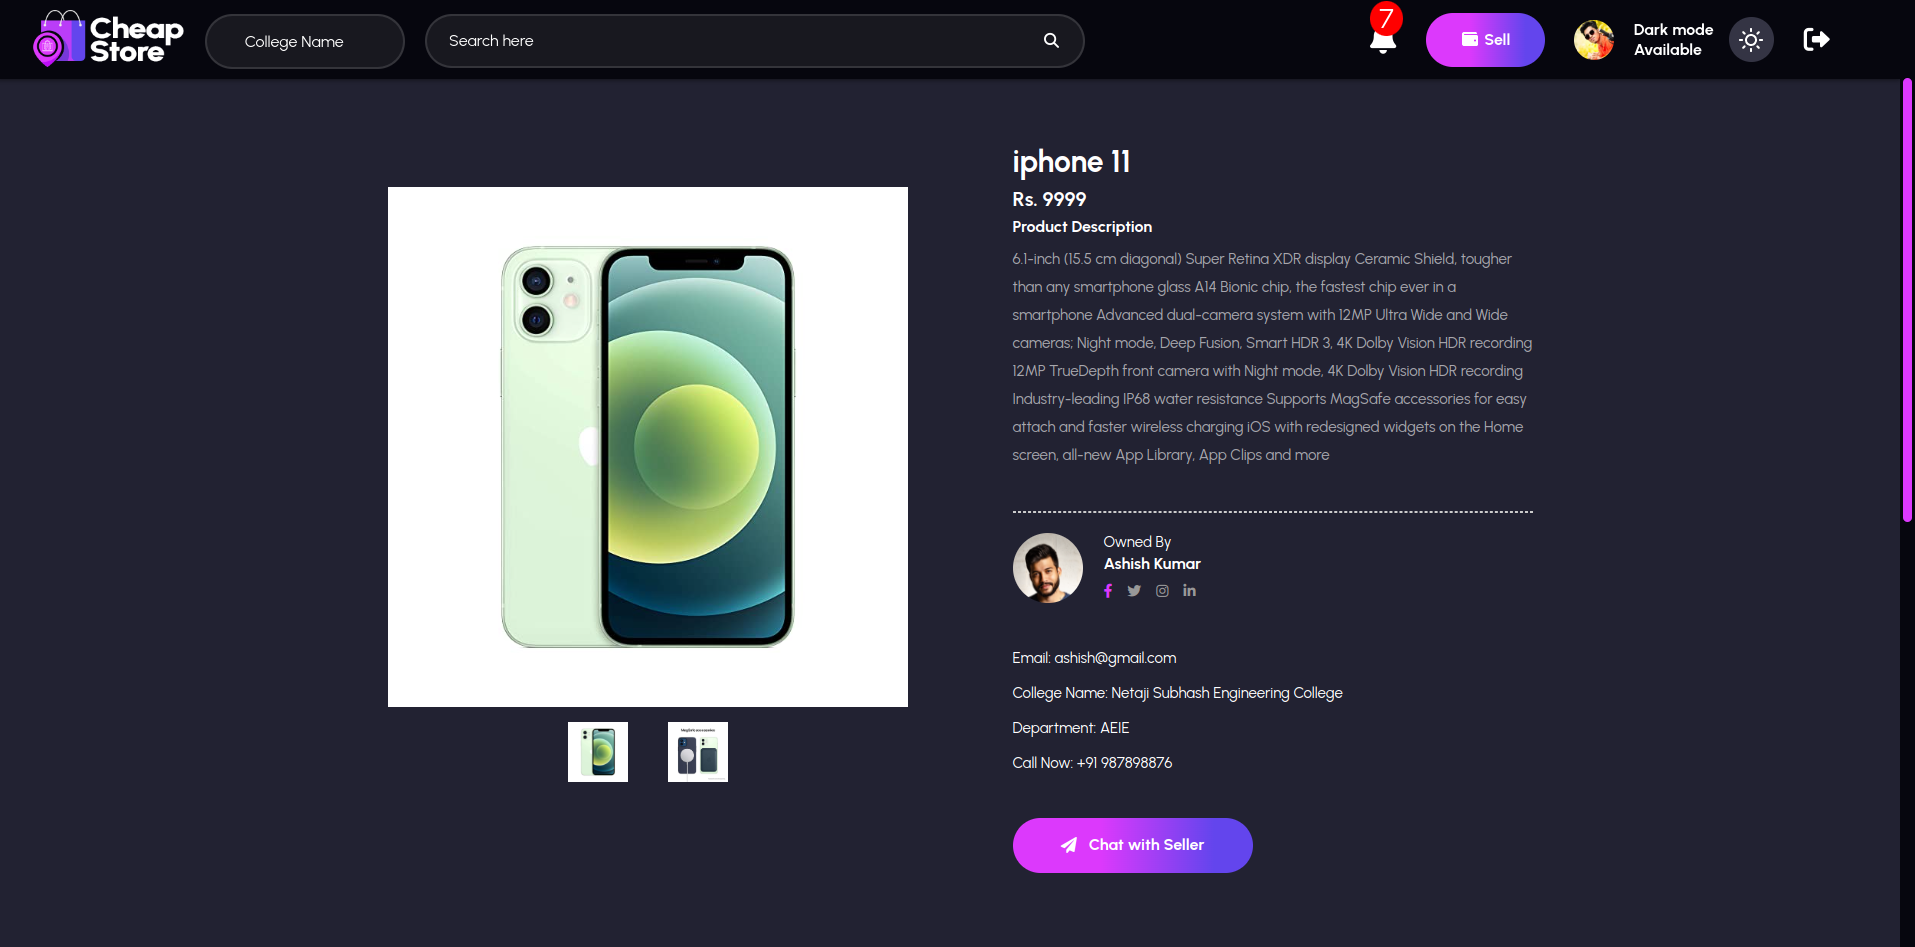 Cheap
Store
College Name
Search here
7
Sell
Dark mode
Available
iphone 11
Rs. 9999
Product Description
6.1-inch (15.5 cm diagonal) Super Retina XDR display Ceramic Shield, tougher
than any smartphone glass A14 Bionic chip, the fastest chip ever in a
smartphone Advanced dual-camera system with 12MP Ultra Wide and Wide
cameras; Night mode, Deep Fusion, Smart HDR 3, 4K Dolby Vision HDR recording
12MP TrueDepth front camera with Night mode, 4K Dolby Vision HDR recording
Industry-leading IP68 water resistance Supports MagSafe accessories for easy
attach and faster wireless charging iOS with redesigned widgets on the Home
screen, all-new App Library, App Clips and more
Owned By
Ashish Kumar
Email: ashish@gmail.com
College Name: Netaji Subhash Engineering College
Department: AEIE
Call Now: +91 987898876
Chat with Seller